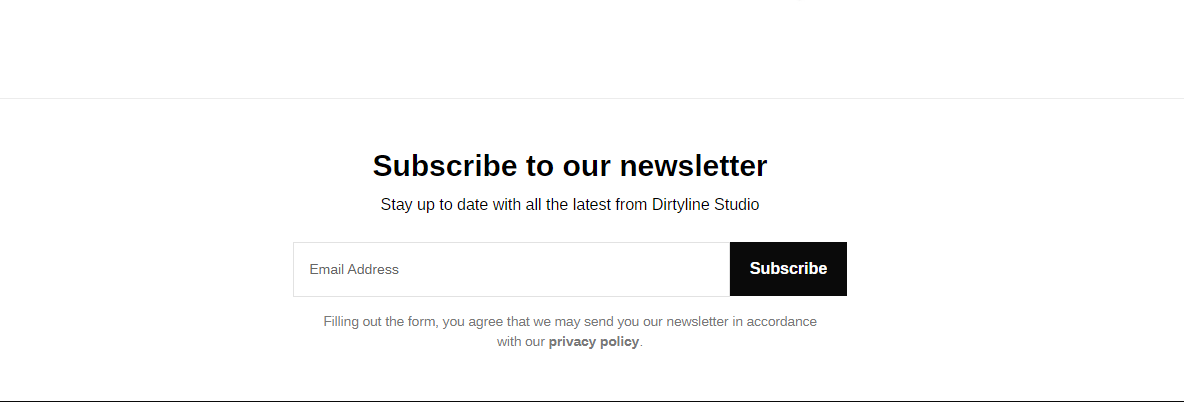 Subscribe to our newsletter
Stay up to date with all the latest from Dirtyline Studio
Email Address
Subscribe
Filling out the form, you agree that we may send you our newsletter in accordance
with our privacy policy.